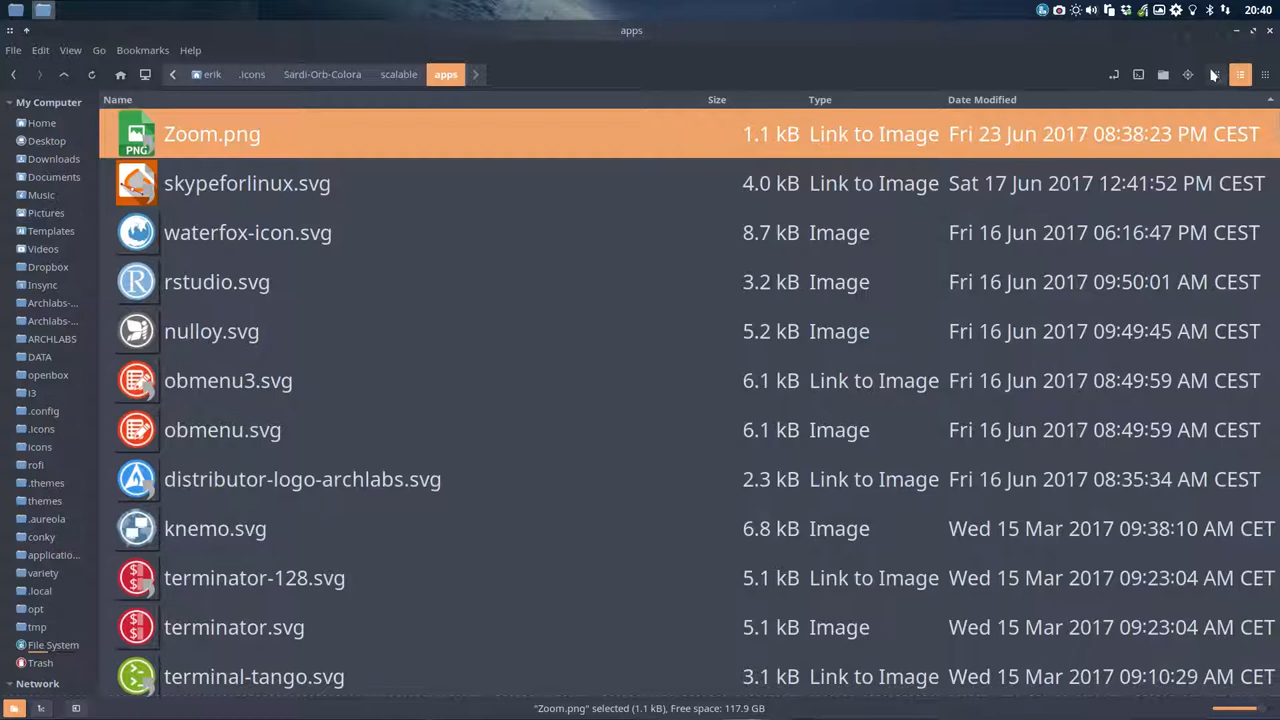 20:40
apps
File Edit View Go Bookmarks Help
erik .icons Sardi-Orb-Colora scalable apps
My Computer
Home
Desktop
Downloads
Documents
Music
Pictures
Templates
Videos
Dropbox
Insync
Archlabs-...
Archlabs-...
ARCHLABS
DATA
openbox
I3
.config
.icons
icons
rofi
.themes
themes
.aureola
conky
applicatio...
variety
.local
opt
tmp
File System
Trash
Network
Name Size Type Date Modified
PNG Zoom.png 1.1 kB Link to Image Fri 23 Jun 2017 08:38:23 PM CEST
skypeforlinux.svg 4.0 kB Link to Image Sat 17 Jun 2017 12:41:52 PM CEST
waterfox-icon.svg 8.7 kB Image Fri 16 Jun 2017 06:16:47 PM CEST
R rstudio.svg 3.2 kB Image Fri 16 Jun 2017 09:50:01 AM CEST
nulloy.svg 5.2 kB Image Fri 16 Jun 2017 09:49:45 AM CEST
obmenu3.svg 6.1 kB Link to Image Fri 16 Jun 2017 08:49:59 AM CEST
obmenu.svg 6.1 kB Image Fri 16 Jun 2017 08:49:59 AM CEST
distributor-logo-archlabs.svg 2.3 kB Link to Image Fri 16 Jun 2017 08:35:34 AM CEST
knemo.svg 6.8 kB Image Wed 15 Mar 2017 09:38:10 AM CET
terminator-128.svg 5.1 kB Link to Image Wed 15 Mar 2017 09:23:04 AM CET
terminator.svg 5.1 kB Image Wed 15 Mar 2017 09:23:04 AM CET
terminal-tango.svg 3.1 kB Link to Image Wed 15 Mar 2017 09:10:29 AM CET
"Zoom.png" selected (1.1 kB), Free space: 117.9 GB